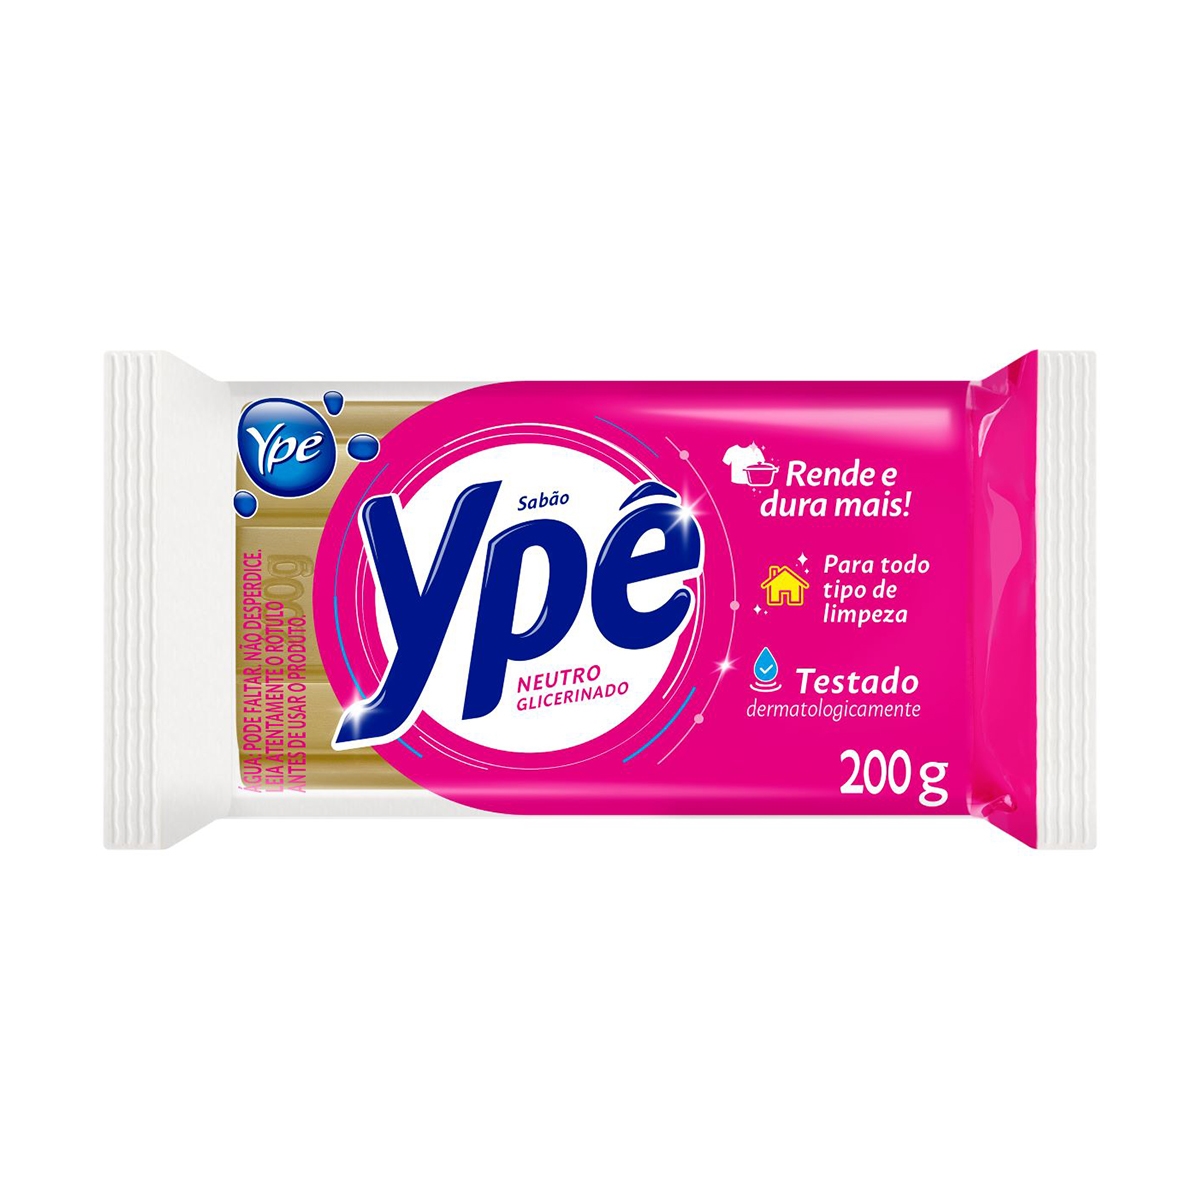 Ypê
Sabão
Ypê
NEUTRO
GLICERINADO
Rende e
dura mais!
Para todo
tipo de
limpeza
Testado
dermatologicamente
200 g
ÁGUA: PODE FALTAR. NÃO DESPERDICE.
LEIA ATENTAMENTE O RÓTULO
ANTES DE USAR O PRODUTO.